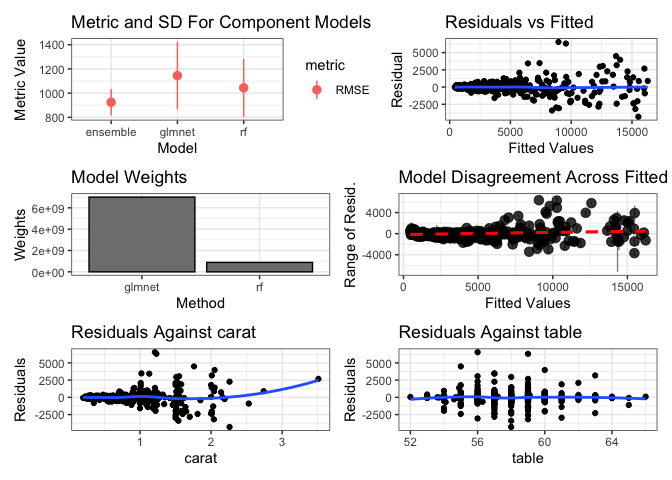 Metric and SD For Component Models
Metric Value
1400
1200
1000
800
ensemble glmnet rf
Model
metric
RMSE
Residuals vs Fitted
Residual
5000
2500
0
-2500
0 5000 10000 15000
Fitted Values
Model Weights
Weights
6e+09
4e+09
2e+09
0e+00
glmnet rf
Method
Model Disagreement Across Fitted
Range of Resid.
4000
0
-4000
0 5000 10000 15000
Fitted Values
Residuals Against carat
Residuals
5000
2500
0
-2500
1 2 3
carat
Residuals Against table
Residuals
5000
2500
0
-2500
52 56 60 64
table